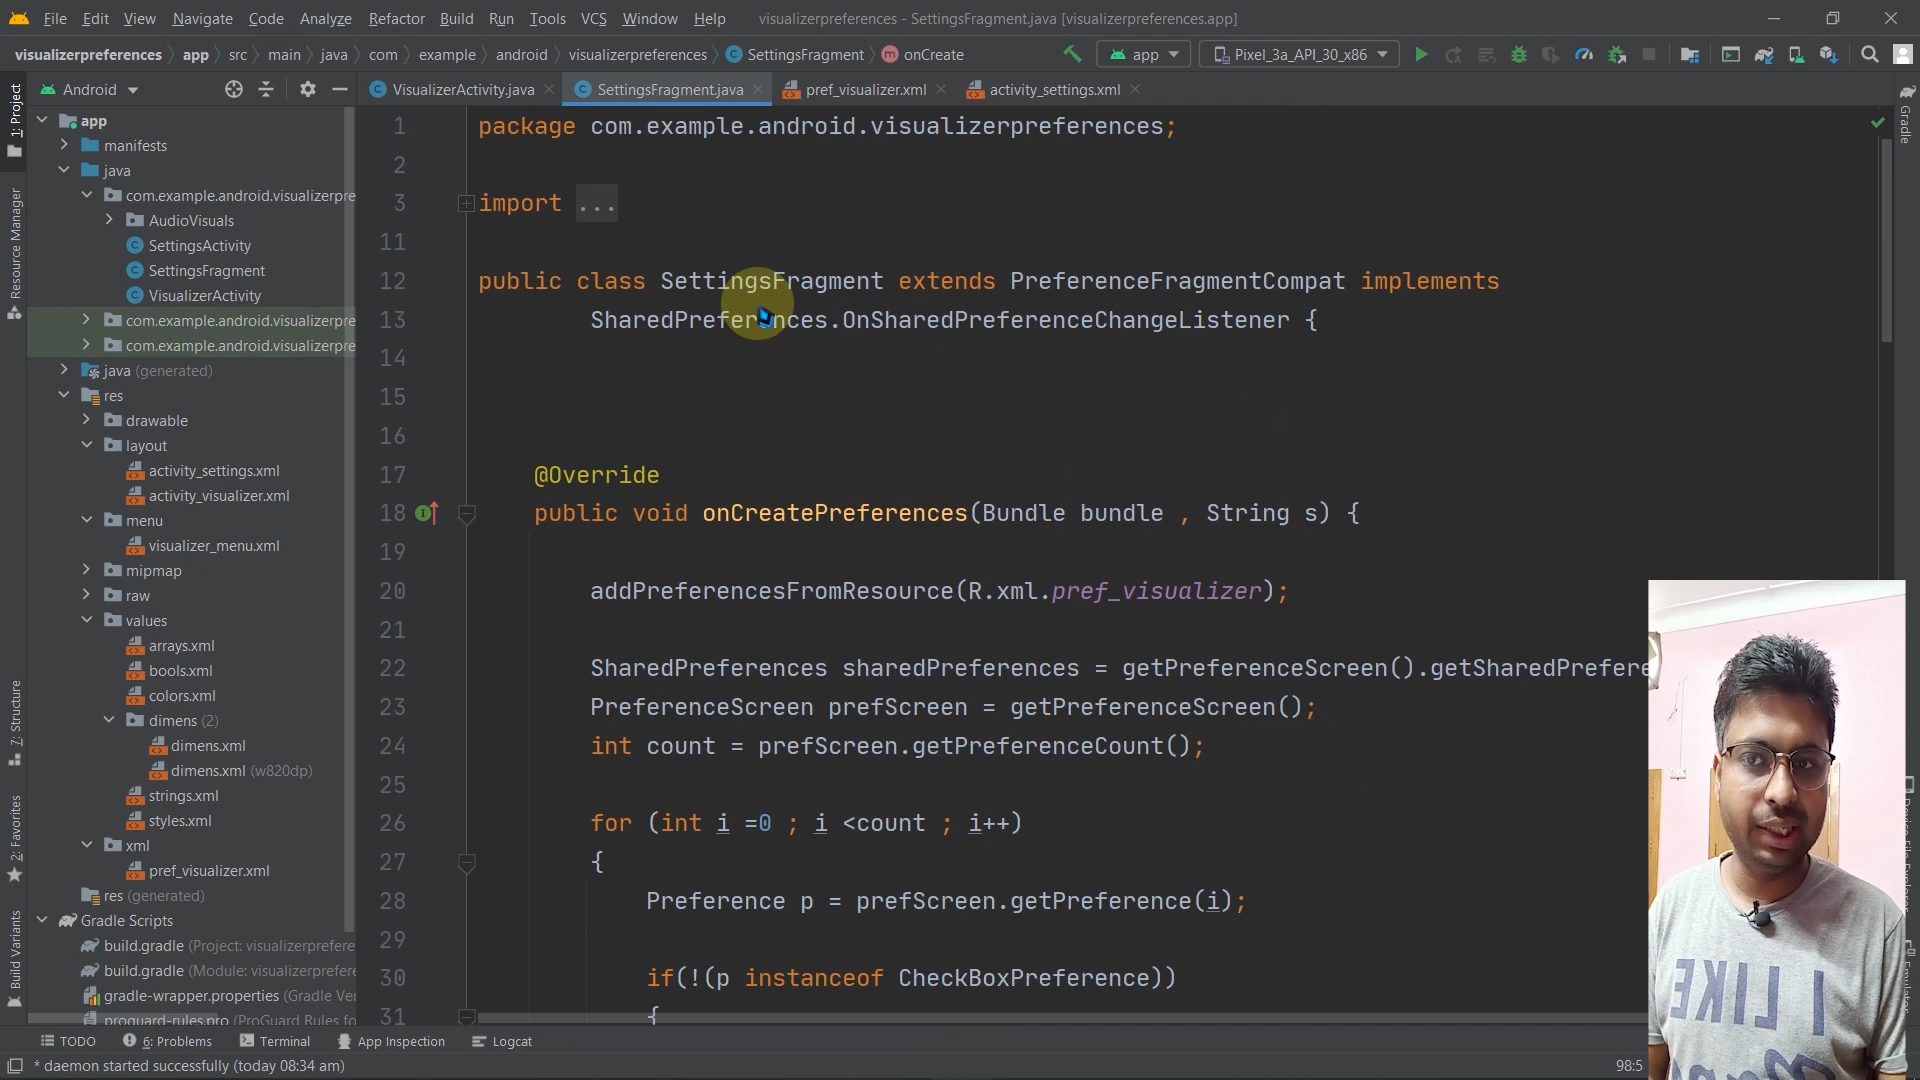 File Edit View Navigate Code Analyze Refactor Build Run Tools VCS Window Help visualizerpreferences - SettingsFragment.java [visualizerpreferences.app]
visualizerpreferences app src main java com example android visualizerpreferences SettingsFragment onCreate app Pixel_3a_API_30_x86
Android VisualizerActivity.java SettingsFragment.java pref_visualizer.xml activity_settings.xml
1: Project
Resource Manager
7: Structure
2: Favorites
Build Variants
app
manifests
java
com.example.android.visualizerpre
AudioVisuals
SettingsActivity
SettingsFragment
VisualizerActivity
com.example.android.visualizerpre
com.example.android.visualizerpre
java (generated)
res
drawable
layout
activity_settings.xml
activity_visualizer.xml
menu
visualizer_menu.xml
mipmap
raw
values
arrays.xml
bools.xml
colors.xml
dimens (2)
dimens.xml
dimens.xml (w820dp)
strings.xml
styles.xml
xml
pref_visualizer.xml
res (generated)
Gradle Scripts
build.gradle (Project: visualizerprefere
build.gradle (Module: visualizerprefere
gradle-wrapper.properties (Gradle Ver
proguard-rules.pro (ProGuard Rules fo
1 package com.example.android.visualizerpreferences;
2
3 import ...
11
12 public class SettingsFragment extends PreferenceFragmentCompat implements
13 SharedPreferences.OnSharedPreferenceChangeListener {
14
15
16
17 @Override
18 public void onCreatePreferences(Bundle bundle , String s) {
19
20 addPreferencesFromResource(R.xml.pref_visualizer);
21
22 SharedPreferences sharedPreferences = getPreferenceScreen().getSharedPrefere
23 PreferenceScreen prefScreen = getPreferenceScreen();
24 int count = prefScreen.getPreferenceCount();
25
26 for (int i =0 ; i <count ; i++)
27 {
28 Preference p = prefScreen.getPreference(i);
29
30 if(!(p instanceof CheckBoxPreference))
31 {
Gradle
I LIKE
TODO 6: Problems Terminal App Inspection Logcat
* daemon started successfully (today 08:34 am) 98:5